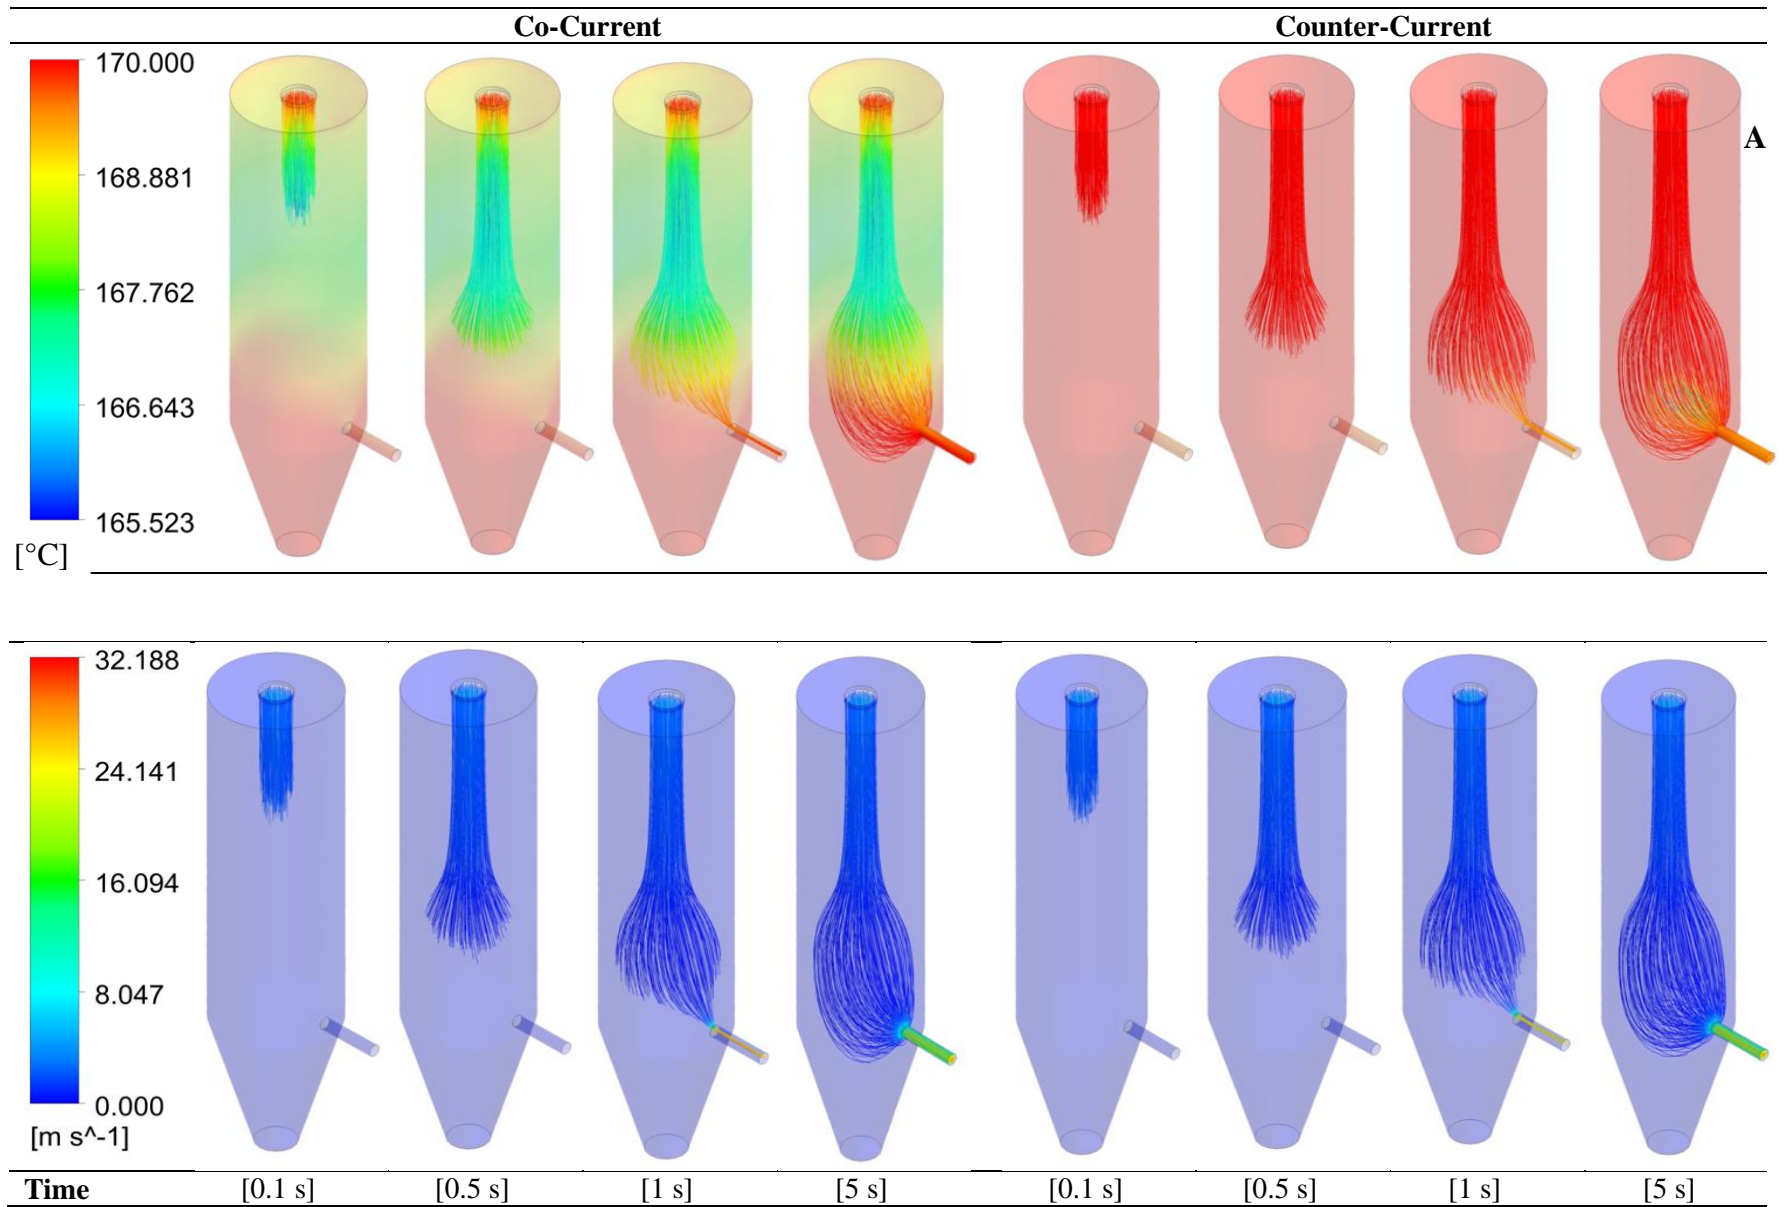 Co-Current Counter-Current
170.000
A
168.881
167.762
166.643
165.523
[°C]
32.188
24.141
16.094
8.047
0.000
[m s^-1]
Time [0.1 s] [0.5 s] [1 s] [5 s] [0.1 s] [0.5 s] [1 s] [5 s]